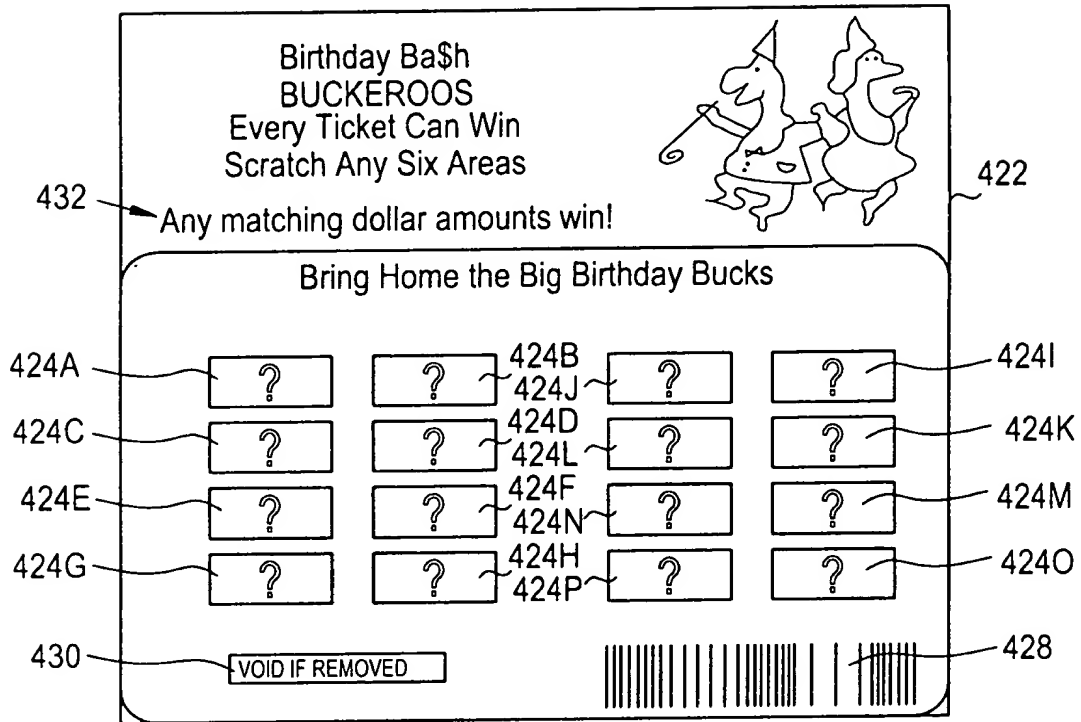 Birthday Ba$h
BUCKEROOS
Every Ticket Can Win
Scratch Any Six Areas
432
Any matching dollar amounts win!
422
Bring Home the Big Birthday Bucks
424A ? ? 424B 424J ? ? 424I
424C ? ? 424D 424L ? ? 424K
424E ? ? 424F 424N ? ? 424M
424G ? ? 424H 424P ? ? 424O
430 VOID IF REMOVED 428